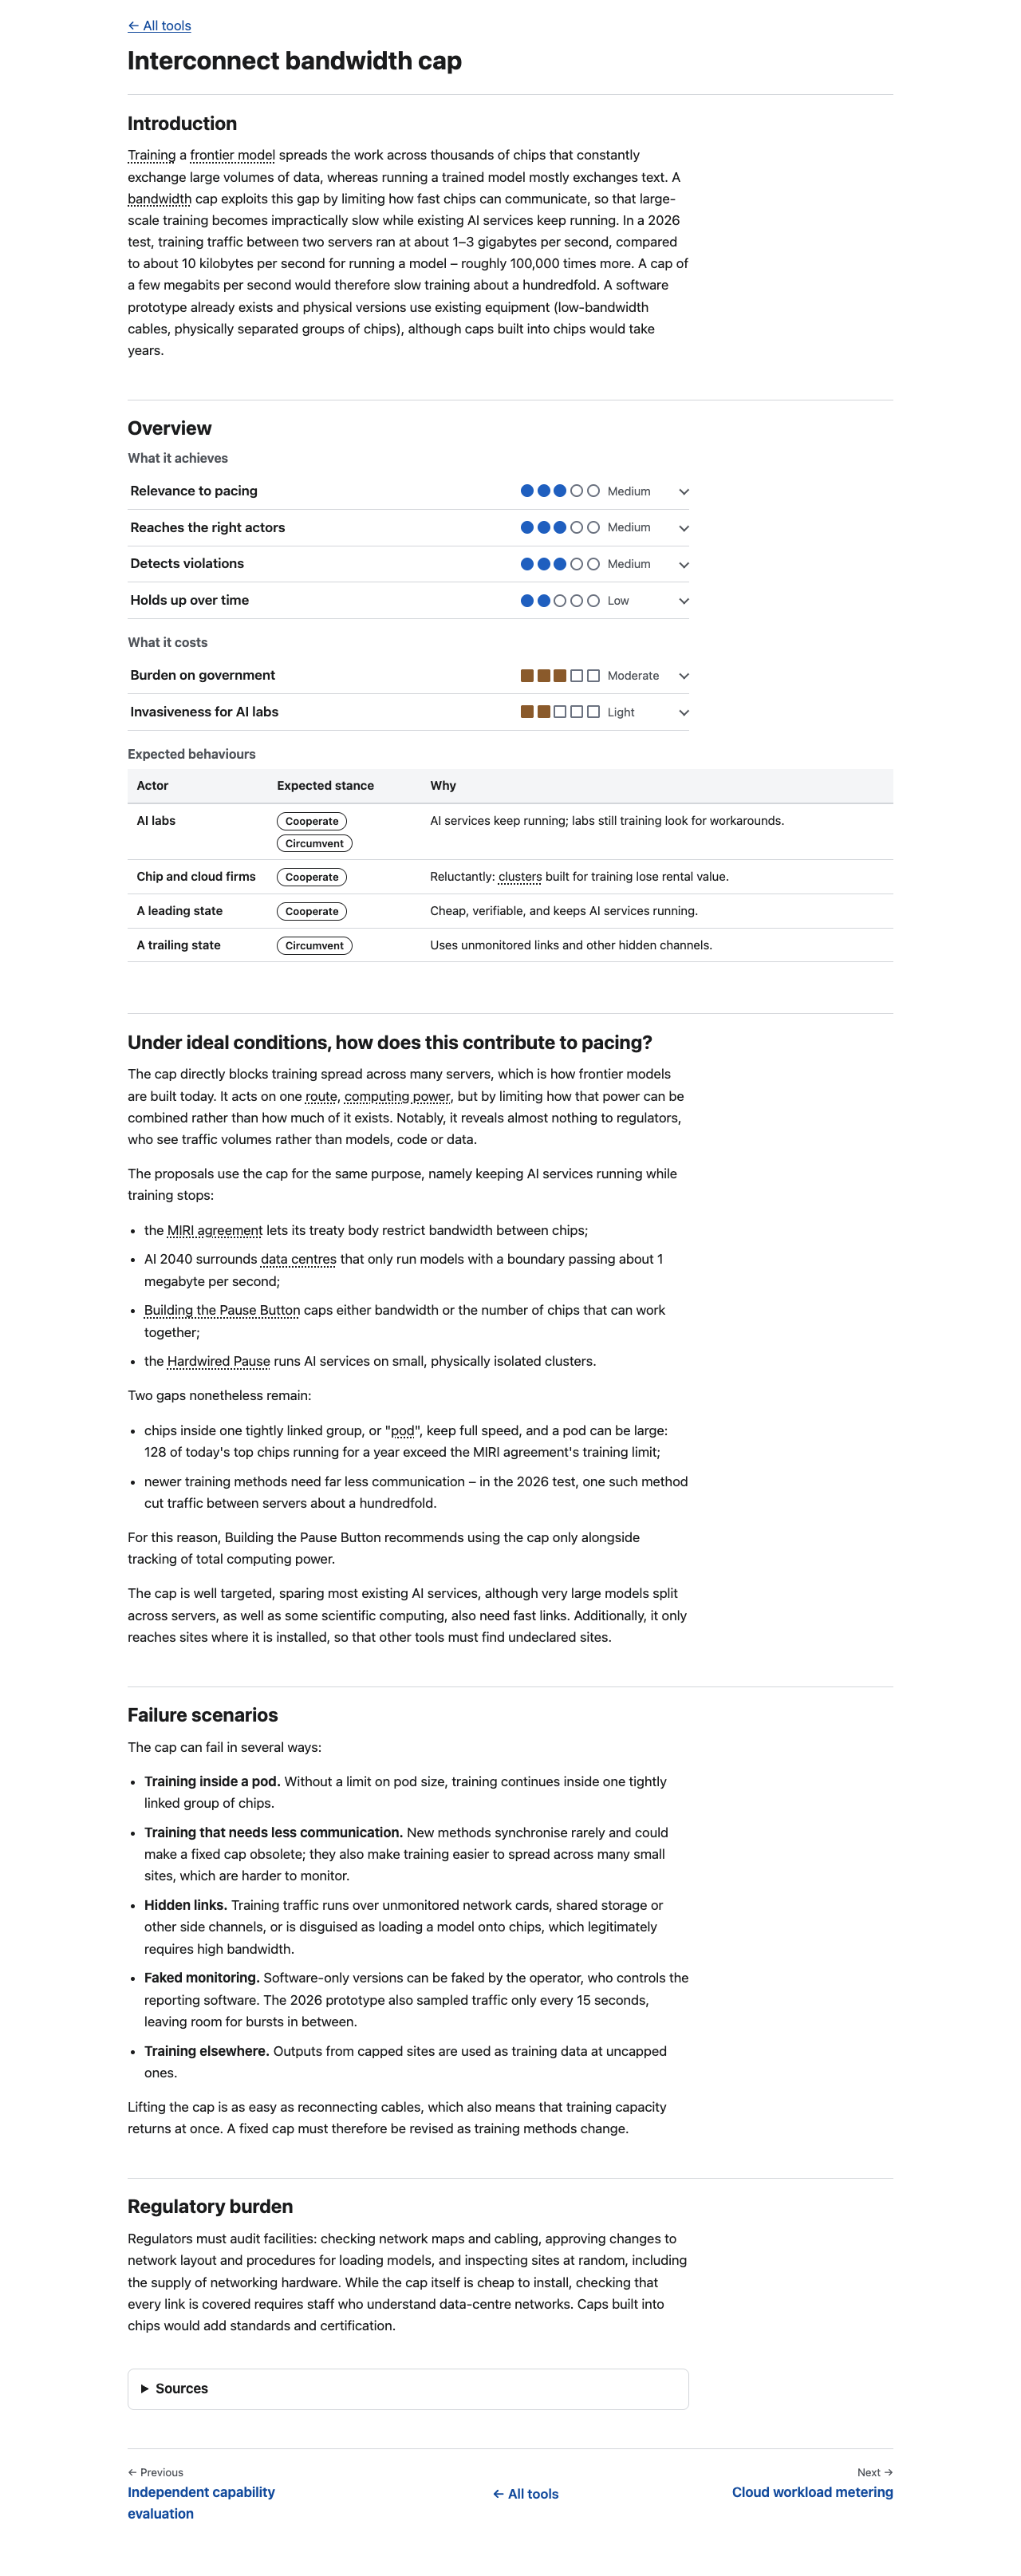 ← All tools
Interconnect bandwidth cap
Introduction
Training a frontier model spreads the work across thousands of chips that constantly
exchange large volumes of data, whereas running a trained model mostly exchanges text. A
bandwidth cap exploits this gap by limiting how fast chips can communicate, so that large-
scale training becomes impractically slow while existing AI services keep running. In a 2026
test, training traffic between two servers ran at about 1–3 gigabytes per second, compared
to about 10 kilobytes per second for running a model – roughly 100,000 times more. A cap of
a few megabits per second would therefore slow training about a hundredfold. A software
prototype already exists and physical versions use existing equipment (low-bandwidth
cables, physically separated groups of chips), although caps built into chips would take
years.
Overview
What it achieves
Relevance to pacing Medium
Reaches the right actors Medium
Detects violations Medium
Holds up over time Low
What it costs
Burden on government Moderate
Invasiveness for AI labs Light
Expected behaviours
Actor Expected stance Why
AI labs Cooperate AI services keep running; labs still training look for workarounds.
Circumvent
Chip and cloud firms Cooperate Reluctantly: clusters built for training lose rental value.
A leading state Cooperate Cheap, verifiable, and keeps AI services running.
A trailing state Circumvent Uses unmonitored links and other hidden channels.
Under ideal conditions, how does this contribute to pacing?
The cap directly blocks training spread across many servers, which is how frontier models
are built today. It acts on one route, computing power, but by limiting how that power can be
combined rather than how much of it exists. Notably, it reveals almost nothing to regulators,
who see traffic volumes rather than models, code or data.
The proposals use the cap for the same purpose, namely keeping AI services running while
training stops:
• the MIRI agreement lets its treaty body restrict bandwidth between chips;
• AI 2040 surrounds data centres that only run models with a boundary passing about 1
megabyte per second;
• Building the Pause Button caps either bandwidth or the number of chips that can work
together;
• the Hardwired Pause runs AI services on small, physically isolated clusters.
Two gaps nonetheless remain:
• chips inside one tightly linked group, or "pod", keep full speed, and a pod can be large:
128 of today's top chips running for a year exceed the MIRI agreement's training limit;
• newer training methods need far less communication – in the 2026 test, one such method
cut traffic between servers about a hundredfold.
For this reason, Building the Pause Button recommends using the cap only alongside
tracking of total computing power.
The cap is well targeted, sparing most existing AI services, although very large models split
across servers, as well as some scientific computing, also need fast links. Additionally, it only
reaches sites where it is installed, so that other tools must find undeclared sites.
Failure scenarios
The cap can fail in several ways:
• Training inside a pod. Without a limit on pod size, training continues inside one tightly
linked group of chips.
• Training that needs less communication. New methods synchronise rarely and could
make a fixed cap obsolete; they also make training easier to spread across many small
sites, which are harder to monitor.
• Hidden links. Training traffic runs over unmonitored network cards, shared storage or
other side channels, or is disguised as loading a model onto chips, which legitimately
requires high bandwidth.
• Faked monitoring. Software-only versions can be faked by the operator, who controls the
reporting software. The 2026 prototype also sampled traffic only every 15 seconds,
leaving room for bursts in between.
• Training elsewhere. Outputs from capped sites are used as training data at uncapped
ones.
Lifting the cap is as easy as reconnecting cables, which also means that training capacity
returns at once. A fixed cap must therefore be revised as training methods change.
Regulatory burden
Regulators must audit facilities: checking network maps and cabling, approving changes to
network layout and procedures for loading models, and inspecting sites at random, including
the supply of networking hardware. While the cap itself is cheap to install, checking that
every link is covered requires staff who understand data-centre networks. Caps built into
chips would add standards and certification.
▶ Sources
← Previous
Independent capability
evaluation
← All tools
Next →
Cloud workload metering